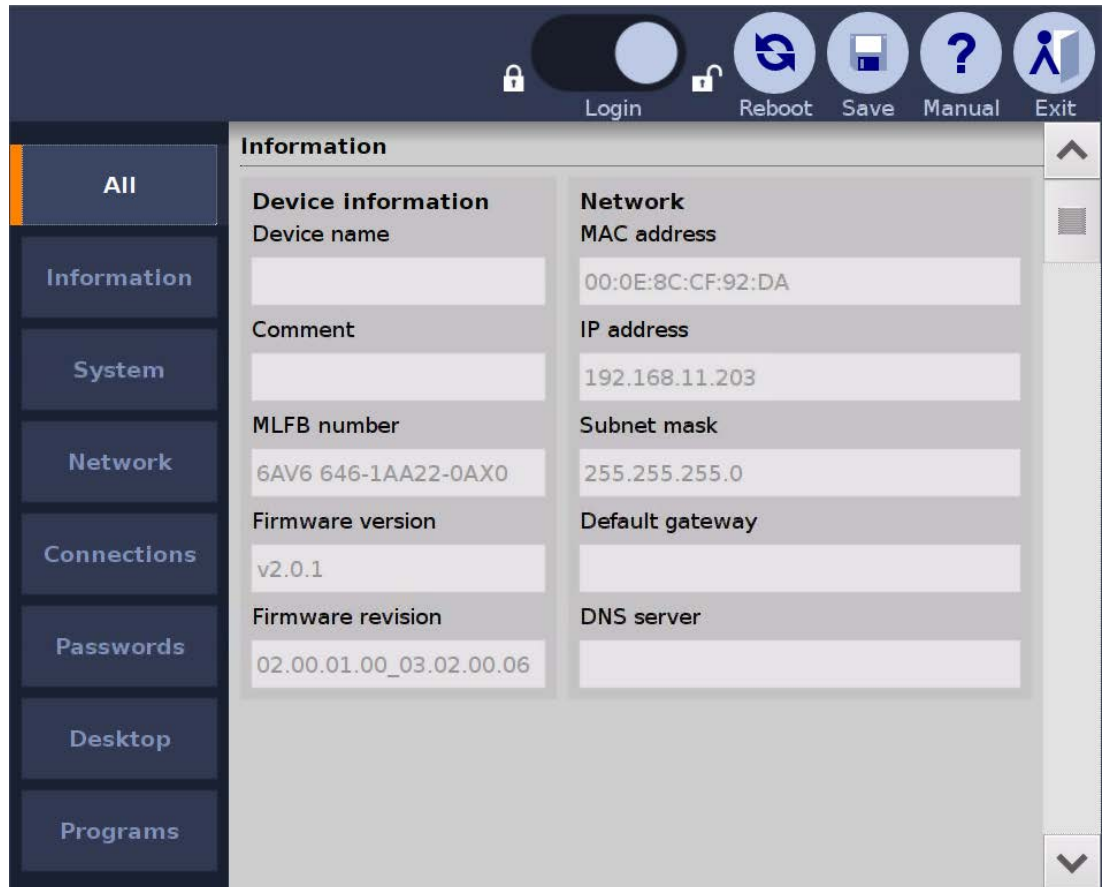 Login
Reboot
Save
?
Manual
Exit
All
Information
System
Network
Connections
Passwords
Desktop
Programs
Information
Device information
Device name
Comment
MLFB number
6AV6 646-1AA22-0AX0
Firmware version
v2.0.1
Firmware revision
02.00.01.00_03.02.00.06
Network
MAC address
00:0E:8C:CF:92:DA
IP address
192.168.11.203
Subnet mask
255.255.255.0
Default gateway
DNS server